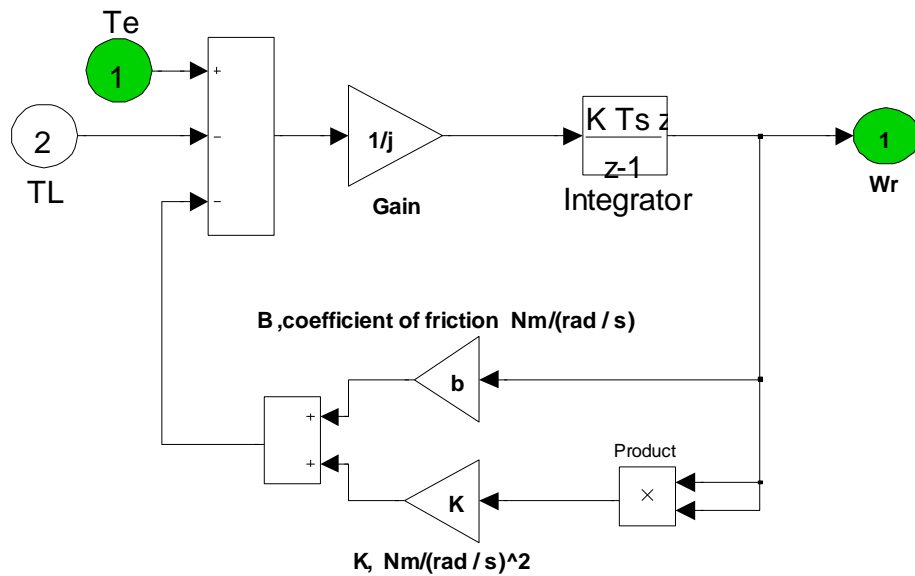 Te
1
+
2
−
1/j
K Ts z
z-1
1
TL
−
Gain
Integrator
Wr
B ,coefficient of friction Nm/(rad / s)
b
+
+
Product
K
×
K, Nm/(rad / s)^2